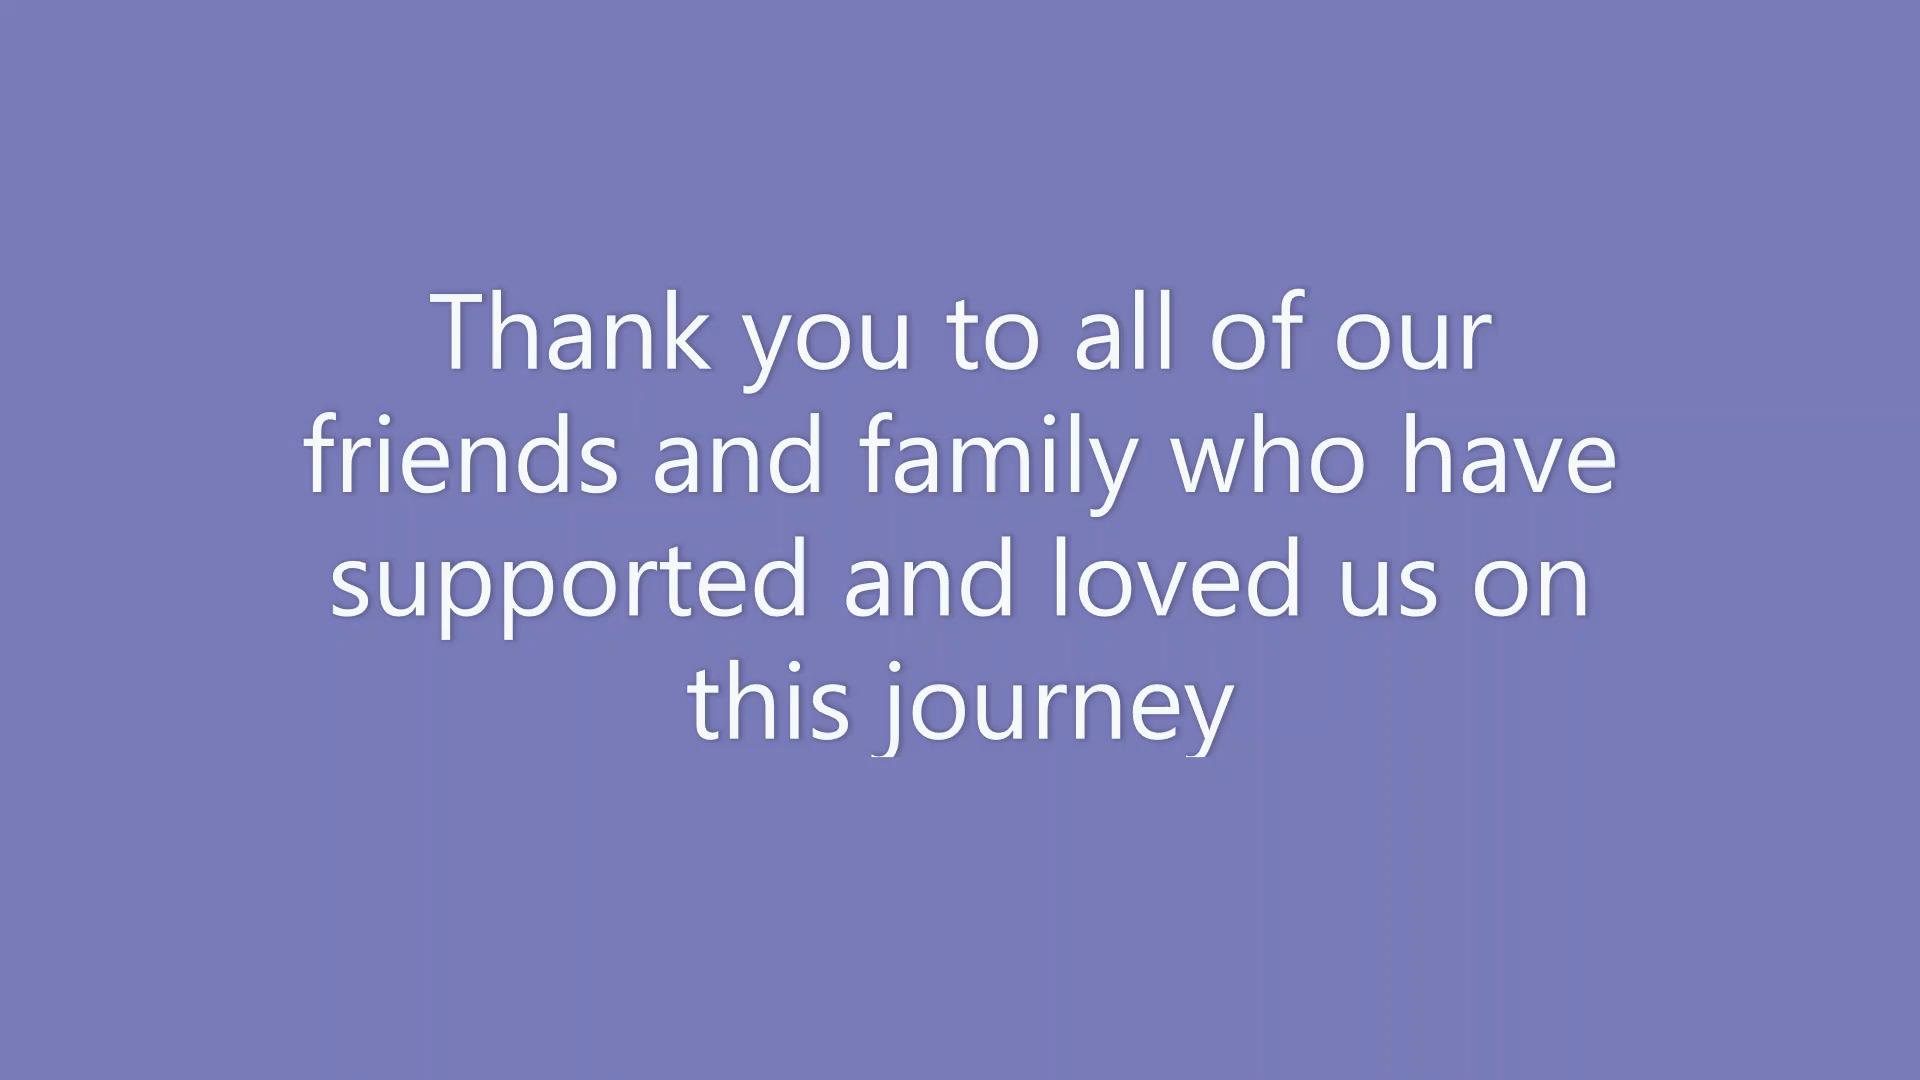 Thank you to all of our
friends and family who have
supported and loved us on
this journey